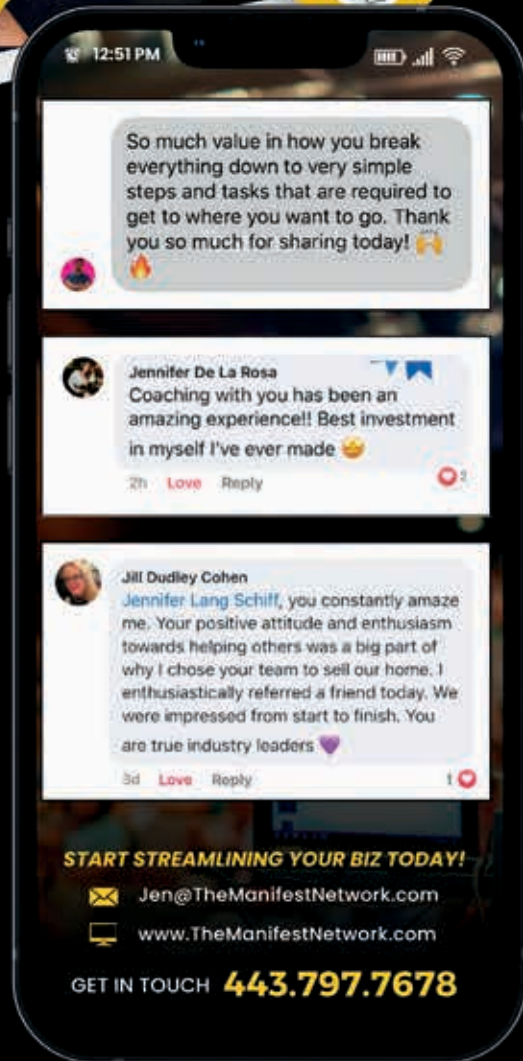 12:51 PM
So much value in how you break
everything down to very simple
steps and tasks that are required to
get to where you want to go. Thank
you so much for sharing today! 🙌
🔥
Jennifer De La Rosa
Coaching with you has been an
amazing experience!! Best investment
in myself I've ever made 🤩
2h Love Reply 2
Jill Dudley Cohen
Jennifer Lang Schiff, you constantly amaze
me. Your positive attitude and enthusiasm
towards helping others was a big part of
why I chose your team to sell our home. I
enthusiastically referred a friend today. We
were impressed from start to finish. You
are true industry leaders 💜
3d Love Reply 1
START STREAMLINING YOUR BIZ TODAY!
Jen@TheManifestNetwork.com
www.TheManifestNetwork.com
GET IN TOUCH 443.797.7678